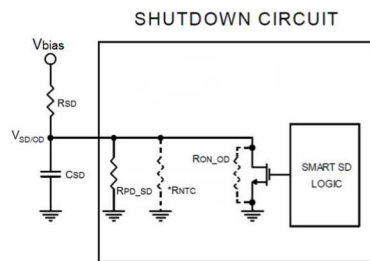 SHUTDOWN CIRCUIT
Vbias
RSD
VSD/OD
CSD
RPD_SD
*RNTC
RON_OD
SMART SD
LOGIC